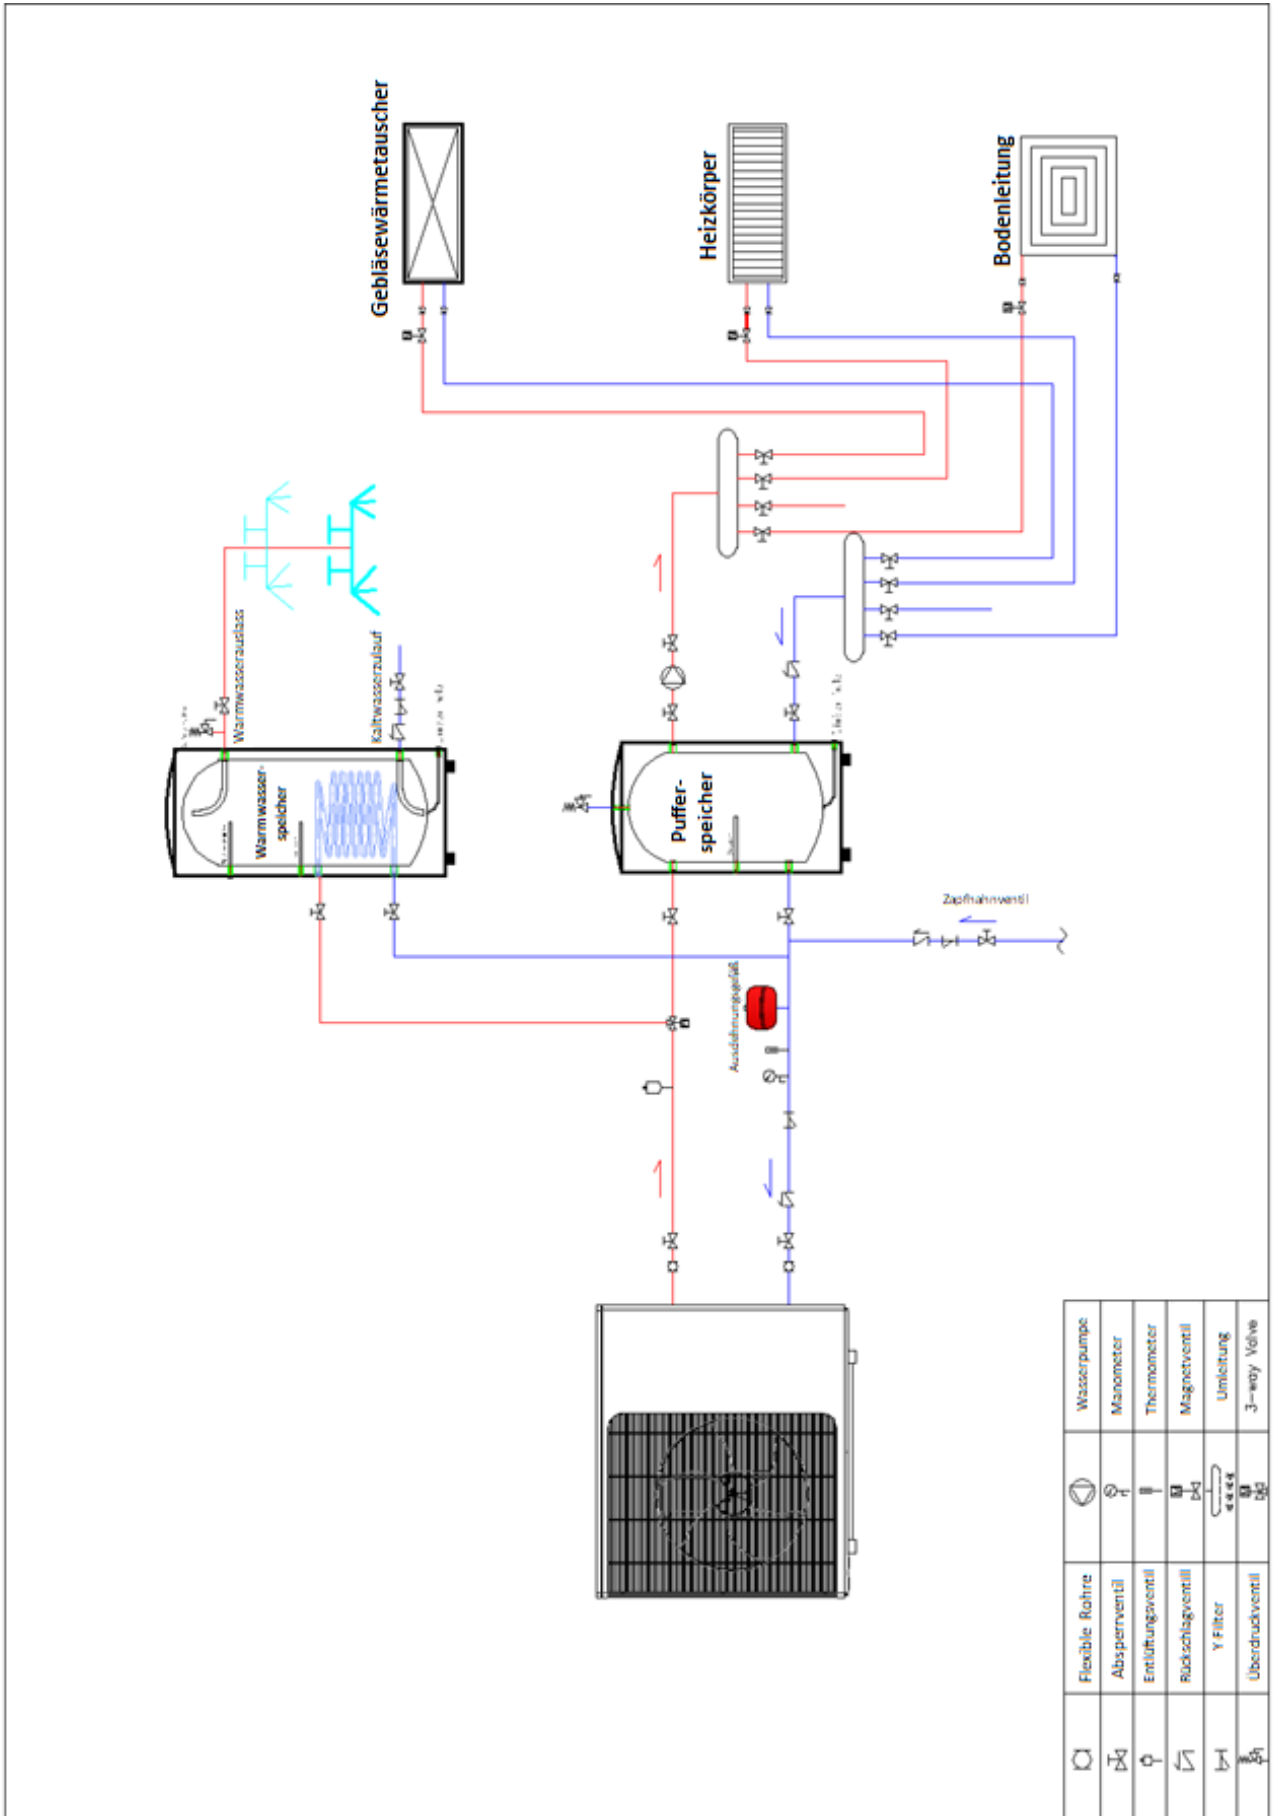 Gebläsewärmetauscher
Heizkörper
Bodenleitung
Warmwasserauslass
Kaltwasserzulauf
Warmwasser-
speicher
Puffer-
speicher
Zapfhahnventil
Ausdehnungsgefäß
Flexible Rohre
Wasserpumpe
Absperrventil
Manometer
Entlüftungsventil
Thermometer
Rückschlagventill
Magnetventil
Y-Filter
Umleitung
Überdruckventil
3-way Valve